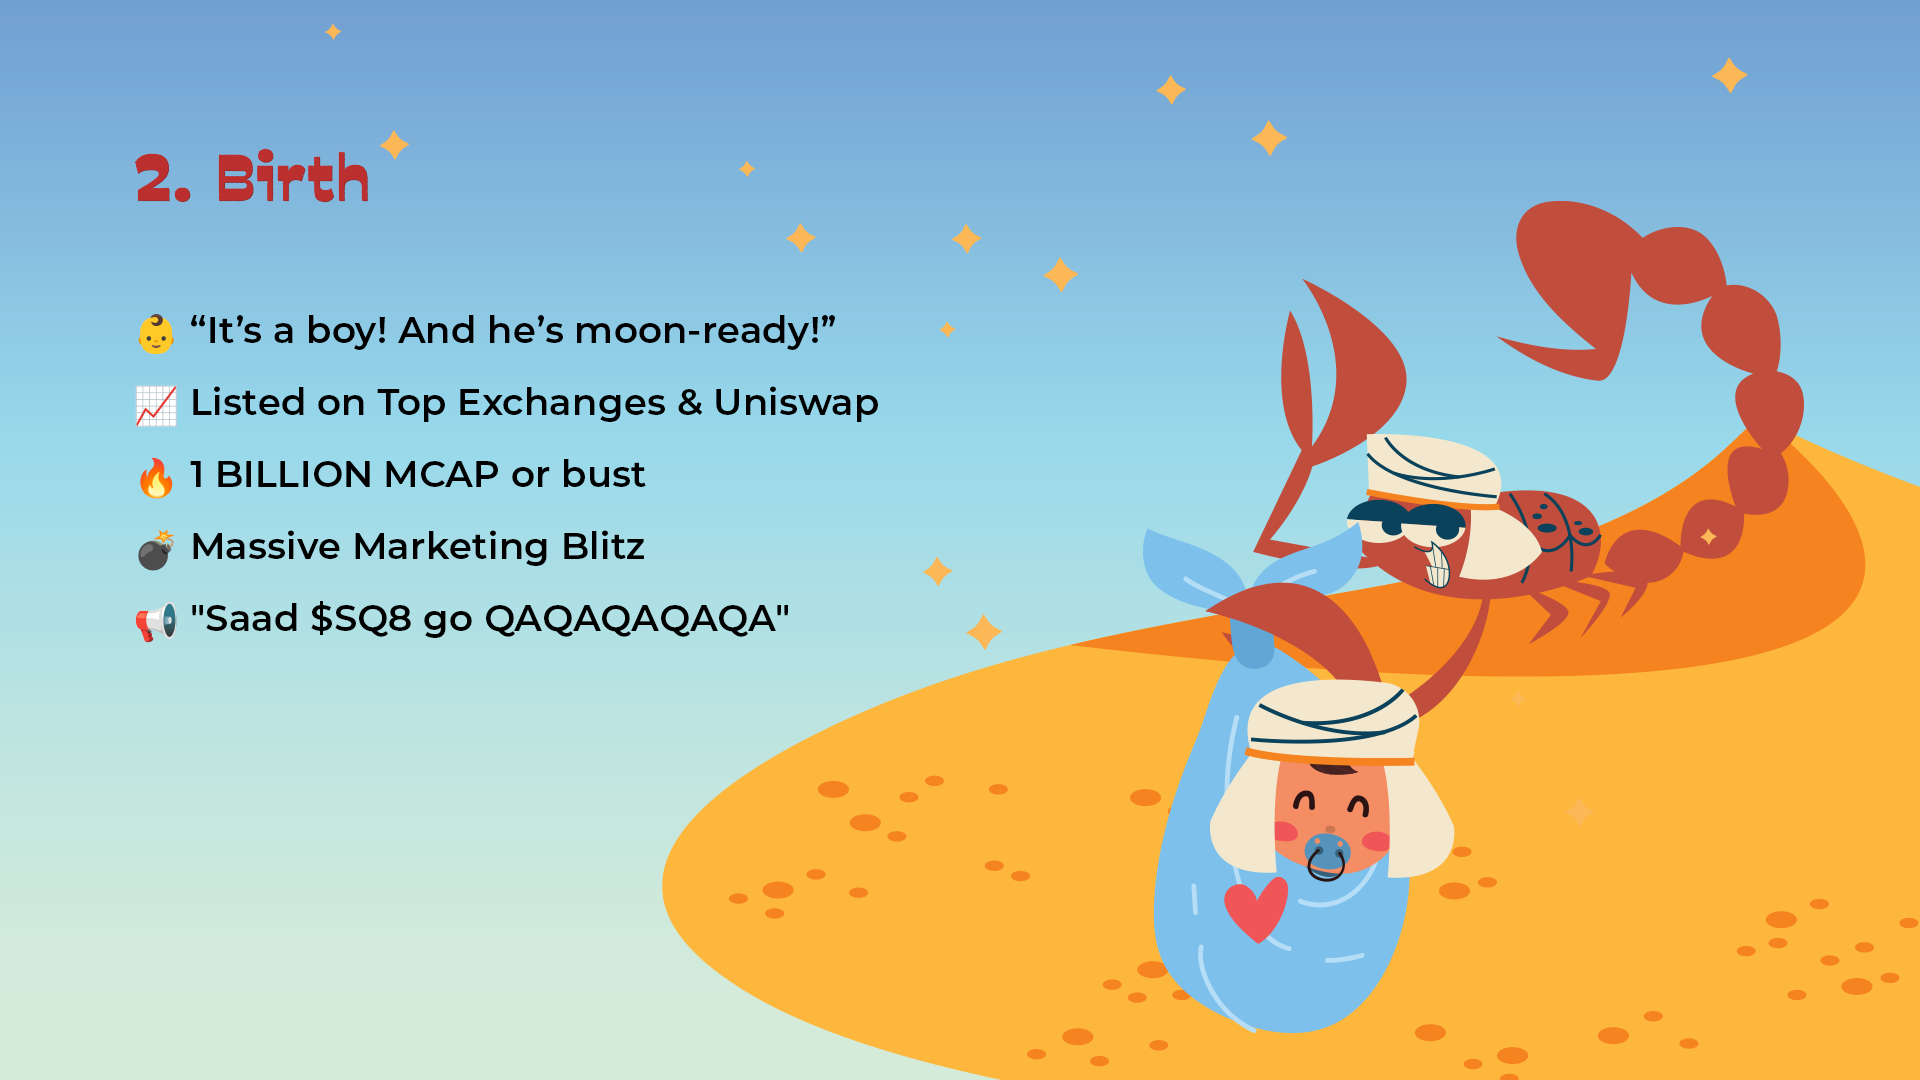 2. Birth
👶 “It’s a boy! And he’s moon-ready!”
📈 Listed on Top Exchanges & Uniswap
🔥 1 BILLION MCAP or bust
💣 Massive Marketing Blitz
📢 "Saad $SQ8 go QAQAQAQAQA"